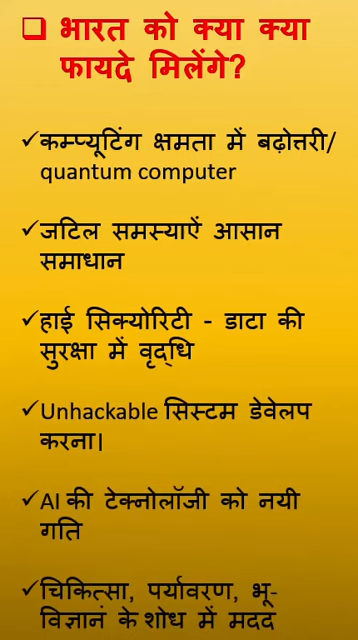 ❑ भारत को क्या क्या
फायदे मिलेंगे?
✓कम्प्यूटिंग क्षमता में बढ़ोत्तरी/
quantum computer
✓जटिल समस्याऐं आसान
समाधान
✓हाई सिक्योरिटी - डाटा की
सुरक्षा में वृद्धि
✓Unhackable सिस्टम डेवेलप
करना।
✓AI की टेक्नोलॉजी को नयी
गति
✓चिकित्सा, पर्यावरण, भू-
विज्ञानं के शोध में मदद